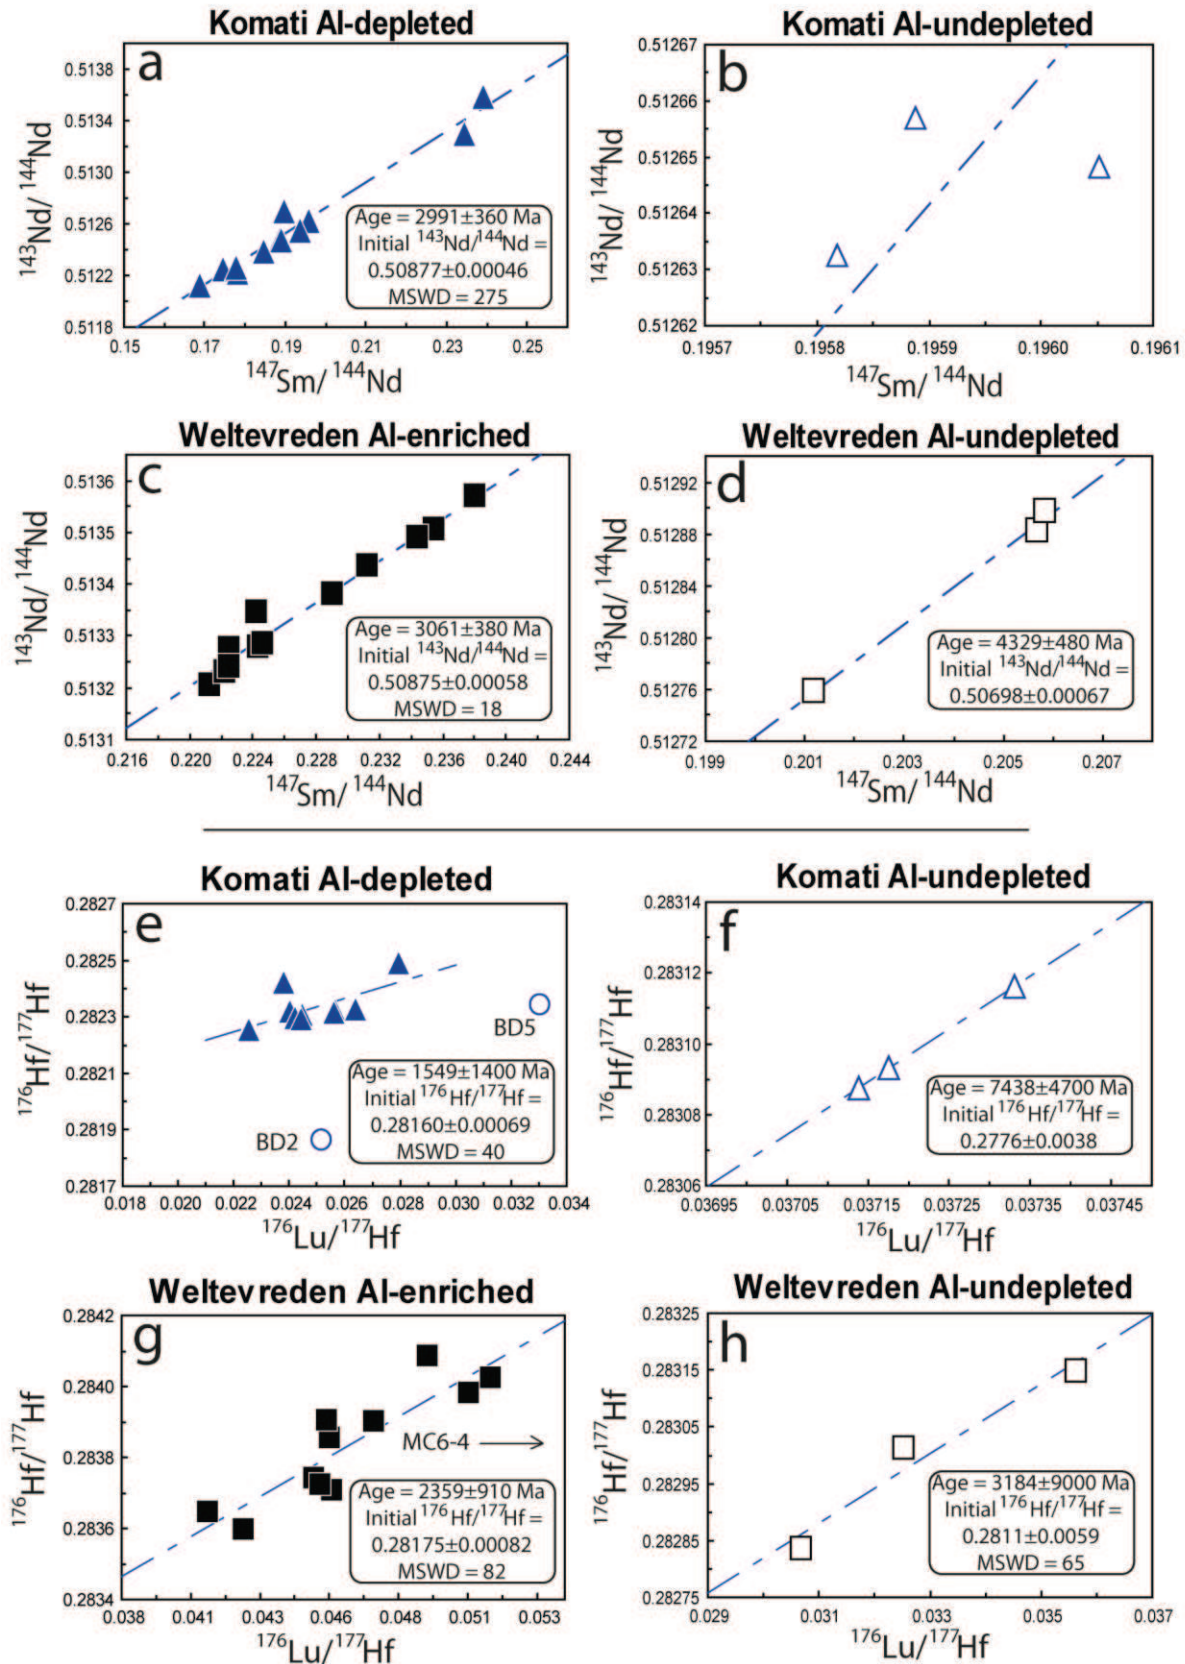 Komati Al-depleted
a
0.5138
0.5134
0.5130
0.5126
0.5122
0.5118
143Nd/ 144Nd
0.15 0.17 0.19 0.21 0.23 0.25
147Sm/ 144Nd
Age = 2991±360 Ma
Initial 143Nd/144Nd =
0.50877±0.00046
MSWD = 275
Komati Al-undepleted
b
0.51267
0.51266
0.51265
0.51264
0.51263
0.51262
143Nd/ 144Nd
0.1957 0.1958 0.1959 0.1960 0.1961
147Sm/ 144Nd
Weltevreden Al-enriched
c
0.5136
0.5135
0.5134
0.5133
0.5132
0.5131
143Nd/ 144Nd
0.216 0.220 0.224 0.228 0.232 0.236 0.240 0.244
147Sm/ 144Nd
Age = 3061±380 Ma
Initial 143Nd/144Nd =
0.50875±0.00058
MSWD = 18
Weltevreden Al-undepleted
d
0.51292
0.51288
0.51284
0.51280
0.51276
0.51272
143Nd/ 144Nd
0.199 0.201 0.203 0.205 0.207
147Sm/ 144Nd
Age = 4329±480 Ma
Initial 143Nd/144Nd =
0.50698±0.00067
Komati Al-depleted
e
0.2827
0.2825
0.2823
0.2821
0.2819
0.2817
176Hf/177Hf
0.018 0.020 0.022 0.024 0.026 0.028 0.030 0.032 0.034
176Lu/177Hf
BD5
BD2
Age = 1549±1400 Ma
Initial 176Hf/177Hf =
0.28160±0.00069
MSWD = 40
Komati Al-undepleted
f
0.28314
0.28312
0.28310
0.28308
0.28306
176Hf/177Hf
0.03695 0.03705 0.03715 0.03725 0.03735 0.03745
176Lu/177Hf
Age = 7438±4700 Ma
Initial 176Hf/177Hf =
0.2776±0.0038
Weltevreden Al-enriched
g
0.2842
0.2840
0.2838
0.2836
0.2834
176Hf/177Hf
0.038 0.041 0.043 0.046 0.048 0.051 0.053
176Lu/177Hf
MC6-4
Age = 2359±910 Ma
Initial 176Hf/177Hf =
0.28175±0.00082
MSWD = 82
Weltevreden Al-undepleted
h
0.28325
0.28315
0.28305
0.28295
0.28285
0.28275
176Hf/177Hf
0.029 0.031 0.033 0.035 0.037
176Lu/177Hf
Age = 3184±9000 Ma
Initial 176Hf/177Hf =
0.2811±0.0059
MSWD = 65